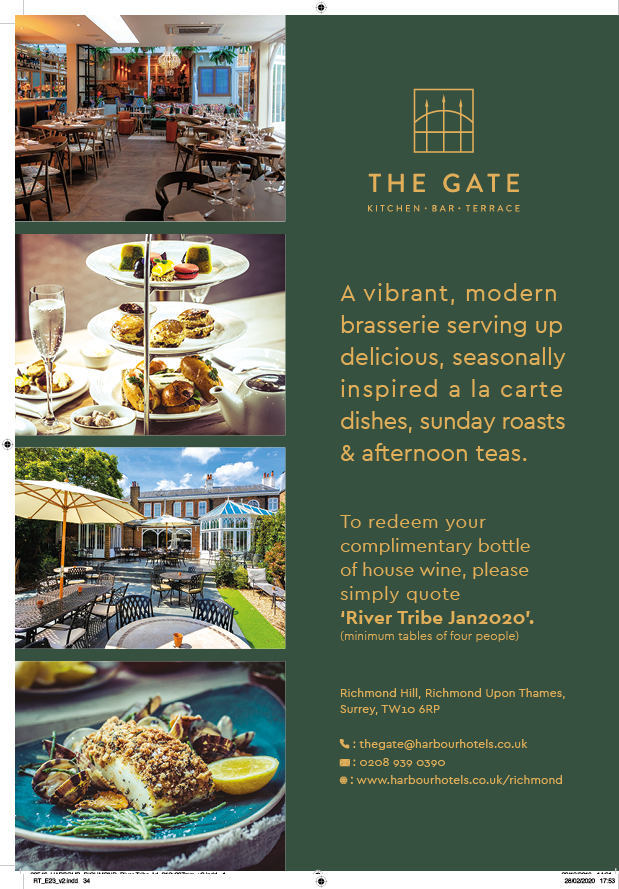 THE GATE
KITCHEN • BAR • TERRACE
A vibrant, modern
brasserie serving up
delicious, seasonally
inspired a la carte
dishes, sunday roasts
& afternoon teas.
To redeem your
complimentary bottle
of house wine, please
simply quote
‘River Tribe Jan2020’.
(minimum tables of four people)
Richmond Hill, Richmond Upon Thames,
Surrey, TW10 6RP
: thegate@harbourhotels.co.uk
: 0208 939 0390
: www.harbourhotels.co.uk/richmond
RT_E23_v2.indd 34
28/02/2020 17:53